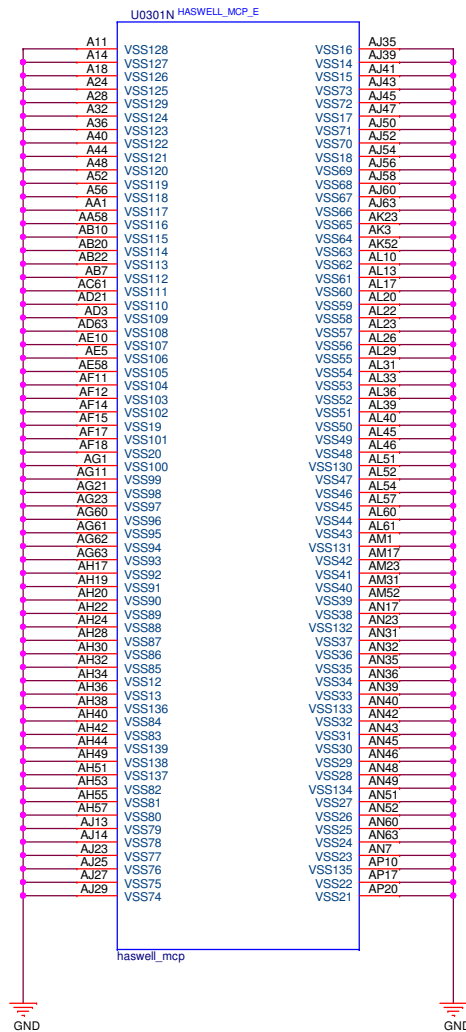 U0301N HASWELL_MCP_E
A11 VSS128 VSS16 AJ35
A14 VSS127 VSS14 AJ39
A18 VSS126 VSS15 AJ41
A24 VSS125 VSS73 AJ43
A28 VSS129 VSS72 AJ45
A32 VSS124 VSS17 AJ47
A36 VSS123 VSS71 AJ50
A40 VSS122 VSS70 AJ52
A44 VSS121 VSS18 AJ54
A48 VSS120 VSS69 AJ56
A52 VSS119 VSS68 AJ58
A56 VSS118 VSS67 AJ60
AA1 VSS117 VSS66 AJ63
AA58 VSS116 VSS65 AK23
AB10 VSS115 VSS64 AK3
AB20 VSS114 VSS63 AK52
AB22 VSS113 VSS62 AL10
AB7 VSS112 VSS61 AL13
AC61 VSS111 VSS60 AL17
AD21 VSS110 VSS59 AL20
AD3 VSS109 VSS58 AL22
AD63 VSS108 VSS57 AL23
AE10 VSS107 VSS56 AL26
AE5 VSS106 VSS55 AL29
AE58 VSS105 VSS54 AL31
AF11 VSS104 VSS53 AL33
AF12 VSS103 VSS52 AL36
AF14 VSS102 VSS51 AL39
AF15 VSS19 VSS50 AL40
AF17 VSS101 VSS49 AL45
AF18 VSS20 VSS48 AL46
AG1 VSS100 VSS130 AL51
AG11 VSS99 VSS47 AL52
AG21 VSS98 VSS46 AL54
AG23 VSS97 VSS45 AL57
AG60 VSS96 VSS44 AL60
AG61 VSS95 VSS43 AL61
AG62 VSS94 VSS131 AM1
AG63 VSS93 VSS42 AM17
AH17 VSS92 VSS41 AM23
AH19 VSS91 VSS40 AM31
AH20 VSS90 VSS39 AM52
AH22 VSS89 VSS38 AN17
AH24 VSS88 VSS132 AN23
AH28 VSS87 VSS37 AN31
AH30 VSS86 VSS36 AN32
AH32 VSS85 VSS35 AN35
AH34 VSS12 VSS34 AN36
AH36 VSS13 VSS33 AN39
AH38 VSS136 VSS133 AN40
AH40 VSS84 VSS32 AN42
AH42 VSS83 VSS31 AN43
AH44 VSS139 VSS30 AN45
AH49 VSS138 VSS29 AN46
AH51 VSS137 VSS28 AN48
AH53 VSS82 VSS134 AN49
AH55 VSS81 VSS27 AN51
AH57 VSS80 VSS26 AN52
AJ13 VSS79 VSS25 AN60
AJ14 VSS78 VSS24 AN63
AJ23 VSS77 VSS23 AN7
AJ25 VSS76 VSS135 AP10
AJ27 VSS75 VSS22 AP17
AJ29 VSS74 VSS21 AP20
haswell_mcp
GND GND